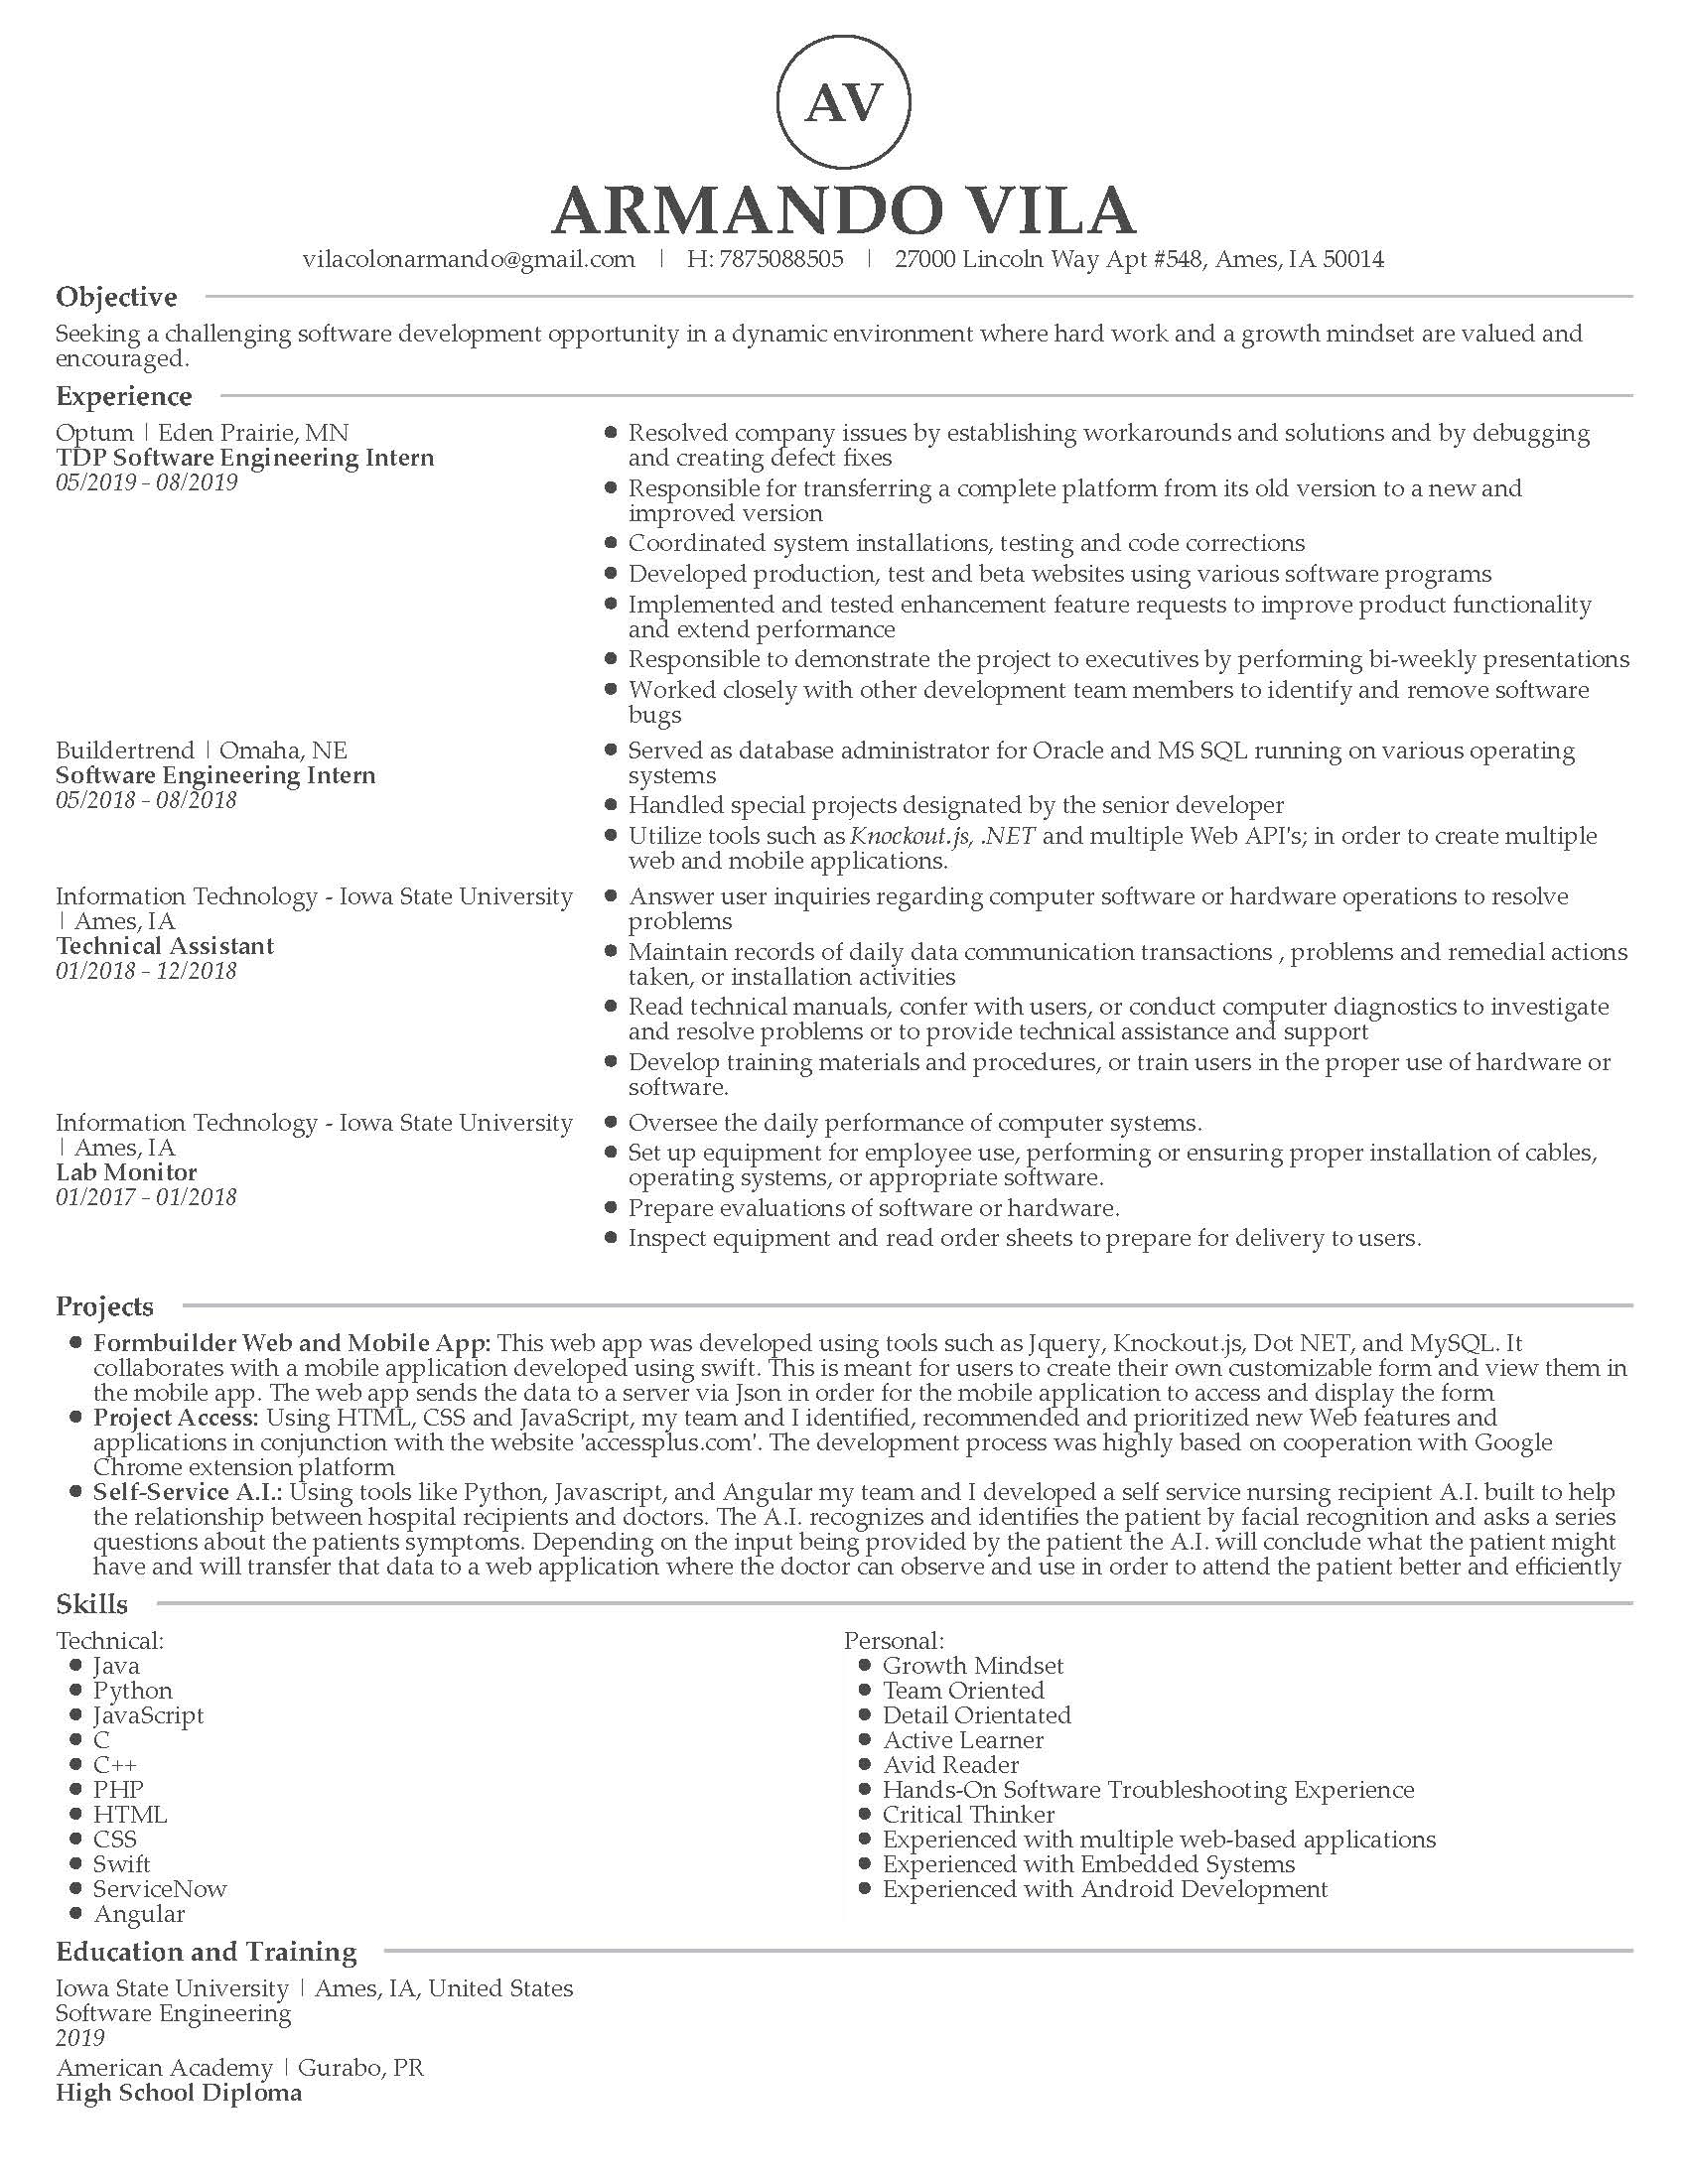 AV
ARMANDO VILA
vilacolonarmando@gmail.com | H: 7875088505 | 27000 Lincoln Way Apt #548, Ames, IA 50014
Objective
Seeking a challenging software development opportunity in a dynamic environment where hard work and a growth mindset are valued and
encouraged.
Experience
Optum | Eden Prairie, MN
TDP Software Engineering Intern
05/2019 - 08/2019
● Resolved company issues by establishing workarounds and solutions and by debugging
and creating defect fixes
● Responsible for transferring a complete platform from its old version to a new and
improved version
● Coordinated system installations, testing and code corrections
● Developed production, test and beta websites using various software programs
● Implemented and tested enhancement feature requests to improve product functionality
and extend performance
● Responsible to demonstrate the project to executives by performing bi-weekly presentations
● Worked closely with other development team members to identify and remove software
bugs
Buildertrend | Omaha, NE
Software Engineering Intern
05/2018 - 08/2018
● Served as database administrator for Oracle and MS SQL running on various operating
systems
● Handled special projects designated by the senior developer
● Utilize tools such as Knockout.js, .NET and multiple Web API's; in order to create multiple
web and mobile applications.
Information Technology - Iowa State University
| Ames, IA
Technical Assistant
01/2018 - 12/2018
● Answer user inquiries regarding computer software or hardware operations to resolve
problems
● Maintain records of daily data communication transactions , problems and remedial actions
taken, or installation activities
● Read technical manuals, confer with users, or conduct computer diagnostics to investigate
and resolve problems or to provide technical assistance and support
● Develop training materials and procedures, or train users in the proper use of hardware or
software.
Information Technology - Iowa State University
| Ames, IA
Lab Monitor
01/2017 - 01/2018
● Oversee the daily performance of computer systems.
● Set up equipment for employee use, performing or ensuring proper installation of cables,
operating systems, or appropriate software.
● Prepare evaluations of software or hardware.
● Inspect equipment and read order sheets to prepare for delivery to users.
Projects
● Formbuilder Web and Mobile App: This web app was developed using tools such as Jquery, Knockout.js, Dot NET, and MySQL. It
collaborates with a mobile application developed using swift. This is meant for users to create their own customizable form and view them in
the mobile app. The web app sends the data to a server via Json in order for the mobile application to access and display the form
● Project Access: Using HTML, CSS and JavaScript, my team and I identified, recommended and prioritized new Web features and
applications in conjunction with the website 'accessplus.com'. The development process was highly based on cooperation with Google
Chrome extension platform
● Self-Service A.I.: Using tools like Python, Javascript, and Angular my team and I developed a self service nursing recipient A.I. built to help
the relationship between hospital recipients and doctors. The A.I. recognizes and identifies the patient by facial recognition and asks a series
questions about the patients symptoms. Depending on the input being provided by the patient the A.I. will conclude what the patient might
have and will transfer that data to a web application where the doctor can observe and use in order to attend the patient better and efficiently
Skills
Technical:
● Java
● Python
● JavaScript
● C
● C++
● PHP
● HTML
● CSS
● Swift
● ServiceNow
● Angular
Personal:
● Growth Mindset
● Team Oriented
● Detail Orientated
● Active Learner
● Avid Reader
● Hands-On Software Troubleshooting Experience
● Critical Thinker
● Experienced with multiple web-based applications
● Experienced with Embedded Systems
● Experienced with Android Development
Education and Training
Iowa State University | Ames, IA, United States
Software Engineering
2019
American Academy | Gurabo, PR
High School Diploma